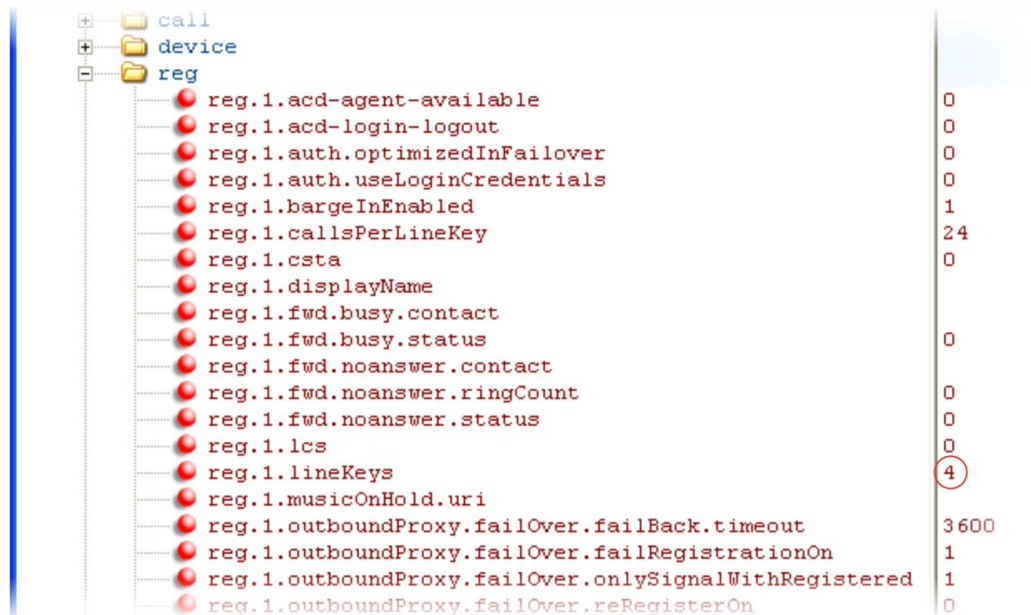 call
device
reg
reg.1.acd-agent-available 0
reg.1.acd-login-logout 0
reg.1.auth.optimizedInFailover 0
reg.1.auth.useLoginCredentials 0
reg.1.bargeInEnabled 1
reg.1.callsPerLineKey 24
reg.1.csta 0
reg.1.displayName
reg.1.fwd.busy.contact
reg.1.fwd.busy.status 0
reg.1.fwd.noanswer.contact
reg.1.fwd.noanswer.ringCount 0
reg.1.fwd.noanswer.status 0
reg.1.lcs 0
reg.1.lineKeys 4
reg.1.musicOnHold.uri
reg.1.outboundProxy.failOver.failBack.timeout 3600
reg.1.outboundProxy.failOver.failRegistrationOn 1
reg.1.outboundProxy.failOver.onlySignalWithRegistered 1
reg.1.outboundProxy.failOver.reRegisterOn 0